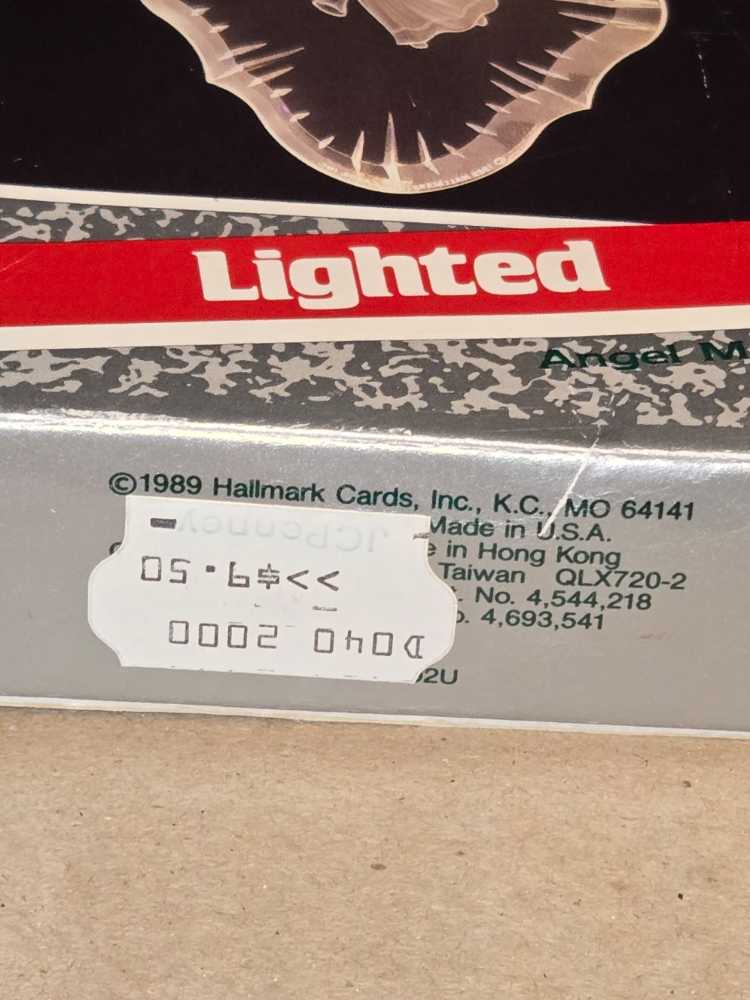 Lighted
Angel
©1989 Hallmark Cards, Inc., K.C., MO 64141
Made in U.S.A.
in Hong Kong
Taiwan QLX720-2
No. 4,544,218
4,693,541
2U
D040 2000
>>$9.50
JCPenney